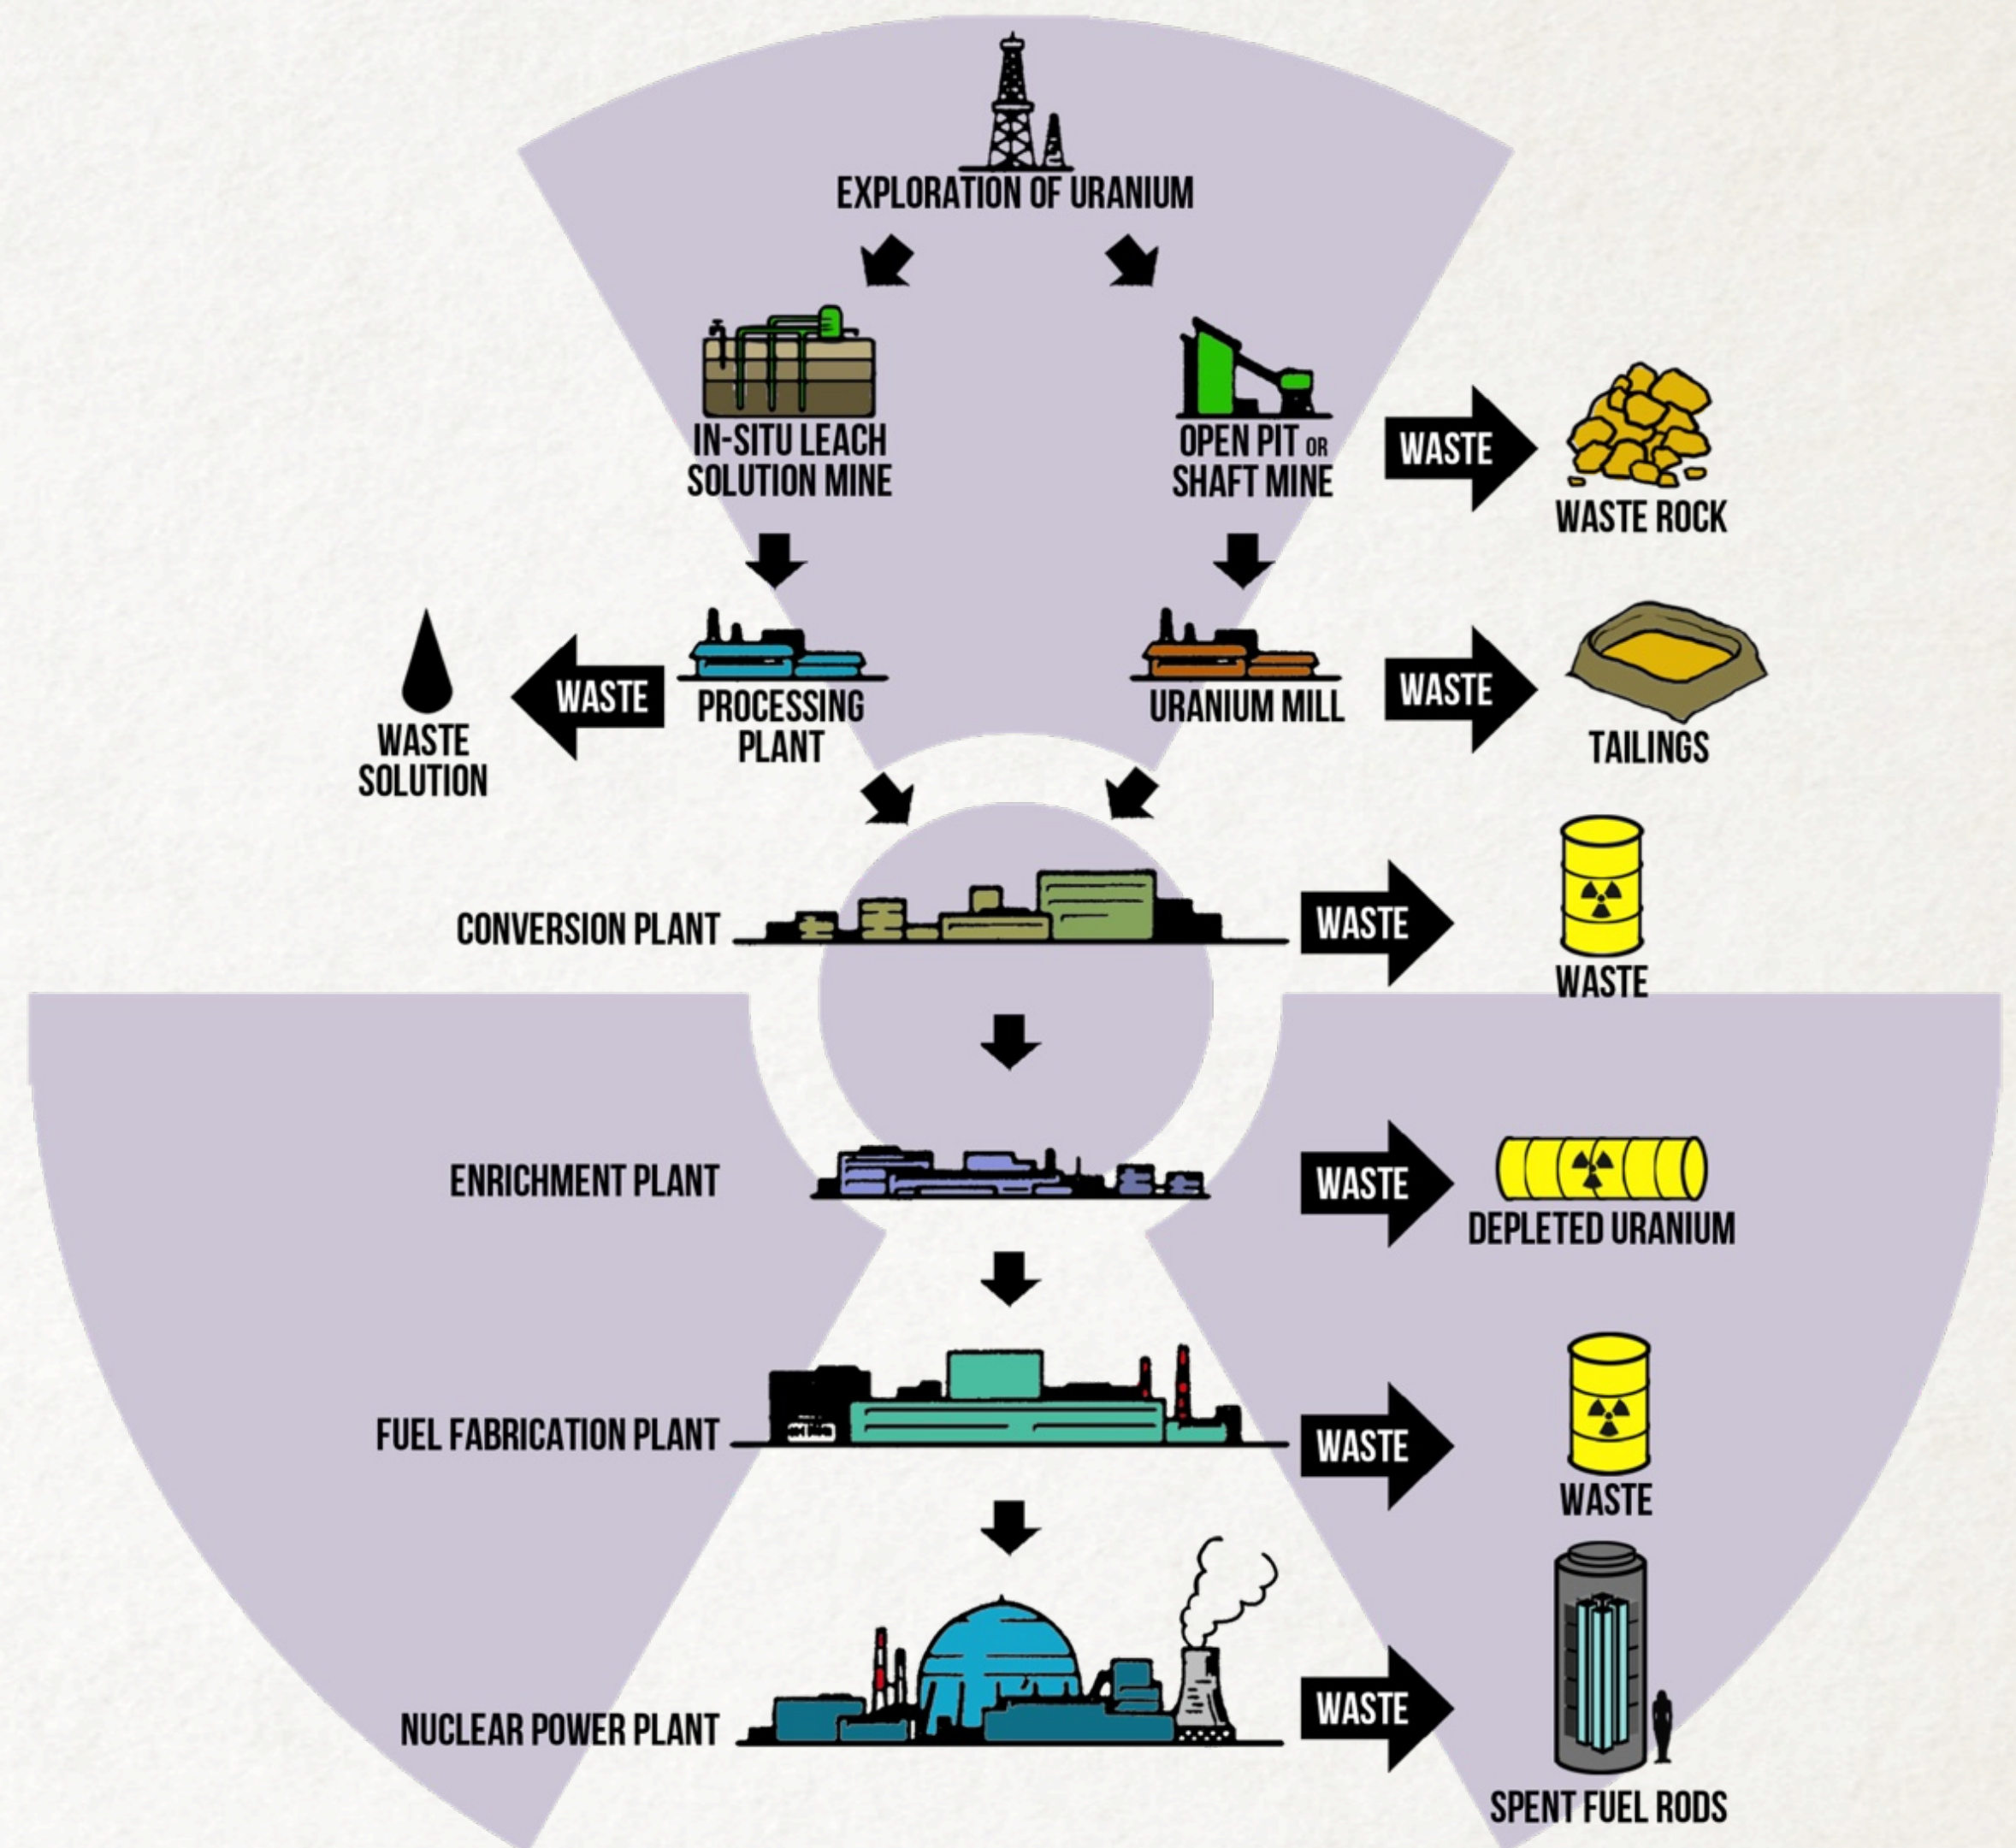 EXPLORATION OF URANIUM
IN-SITU LEACH
SOLUTION MINE
OPEN PIT OR
SHAFT MINE
WASTE
WASTE ROCK
WASTE
SOLUTION
WASTE
PROCESSING
PLANT
URANIUM MILL
WASTE
TAILINGS
CONVERSION PLANT
WASTE
WASTE
ENRICHMENT PLANT
WASTE
DEPLETED URANIUM
FUEL FABRICATION PLANT
WASTE
WASTE
NUCLEAR POWER PLANT
WASTE
SPENT FUEL RODS